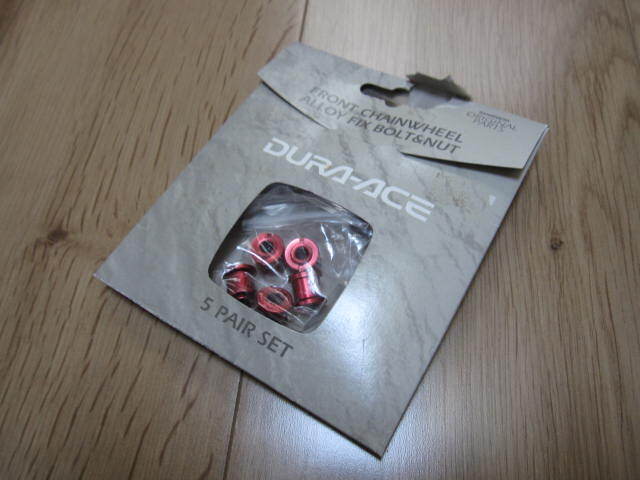 ORIGINAL
PARTS
FRONT CHAINWHEEL
ALLOY FIX BOLT&NUT
DURA-ACE
5 PAIR SET